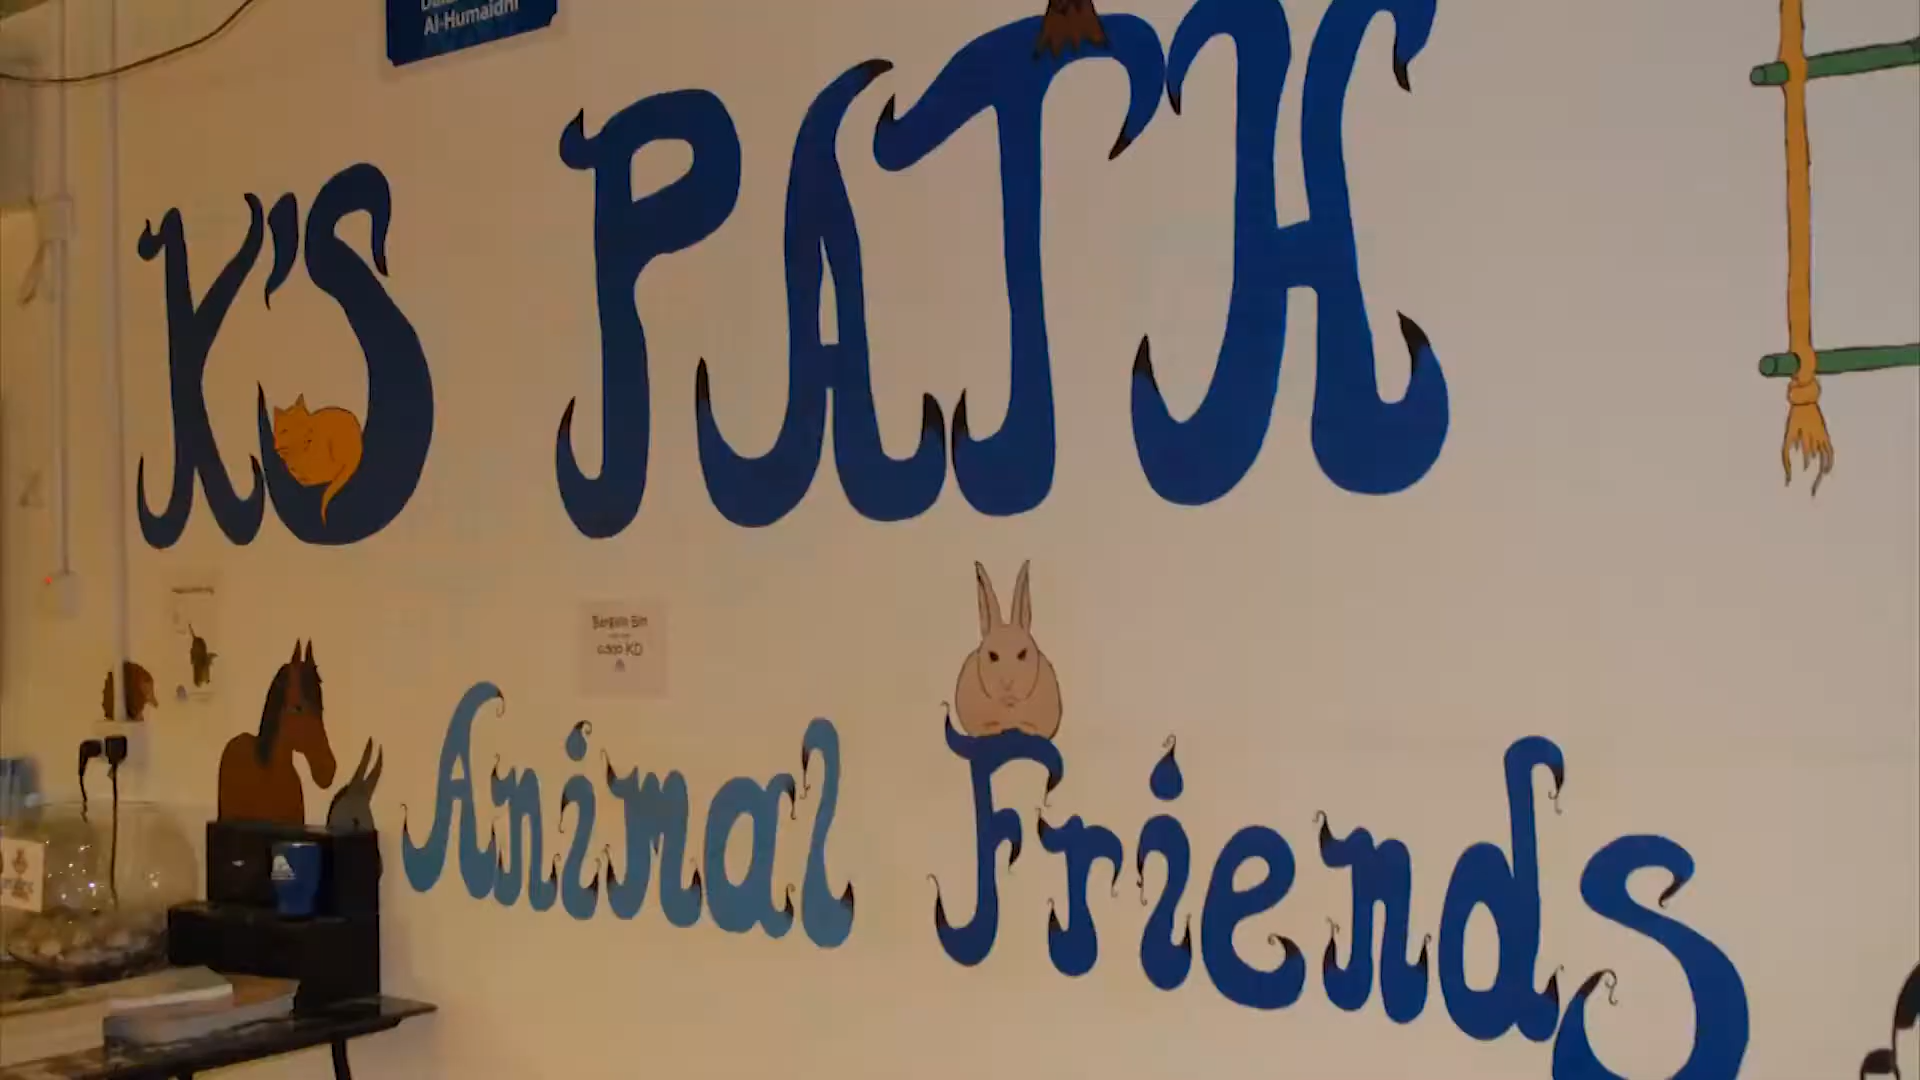 Al-Humaidhi
K'S PATH
Bargain Bin
KD
Animal Friends